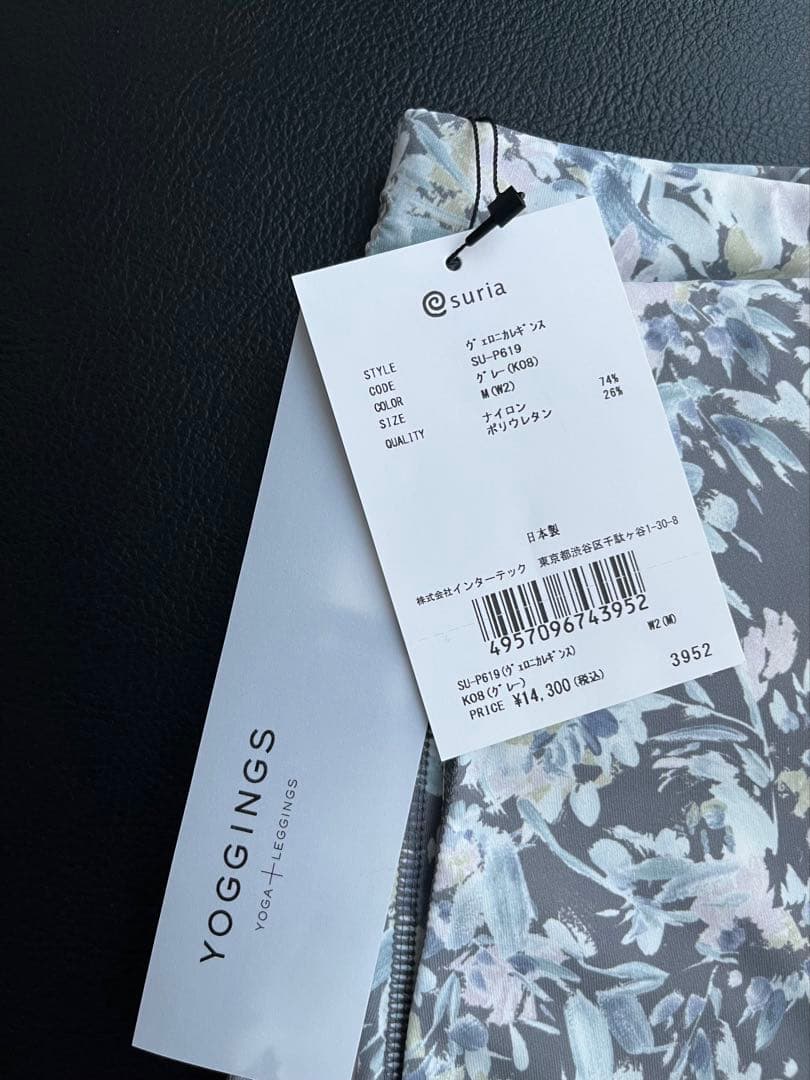 suria
STYLE ヴェロニカレギンス
CODE SU-P619
COLOR グレー(K08)
SIZE M(W2)
QUALITY ナイロン 74%
ポリウレタン 26%
日本製
株式会社インターテック 東京都渋谷区千駄ヶ谷1-30-8
4957096743952
SU-P619(ヴェロニカレギンス) W2(M)
K08(グレー) 3952
PRICE ¥14,300(税込)
YOGGINGS
YOGA+LEGGINGS